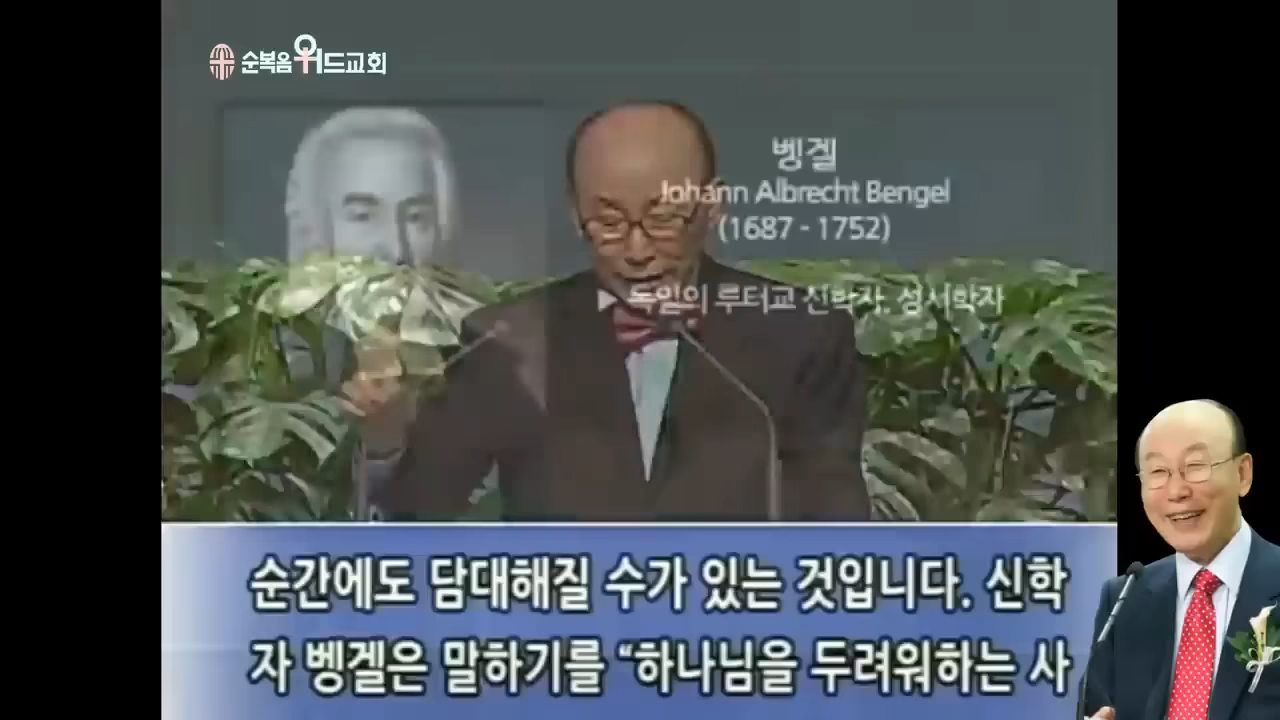 순복음워드교회
벵겔
Johann Albrecht Bengel
(1687 - 1752)
▶ 독일의 루터교 신학자. 성서학자
순간에도 담대해질 수가 있는 것입니다. 신학
자 벵겔은 말하기를 “하나님을 두려워하는 사